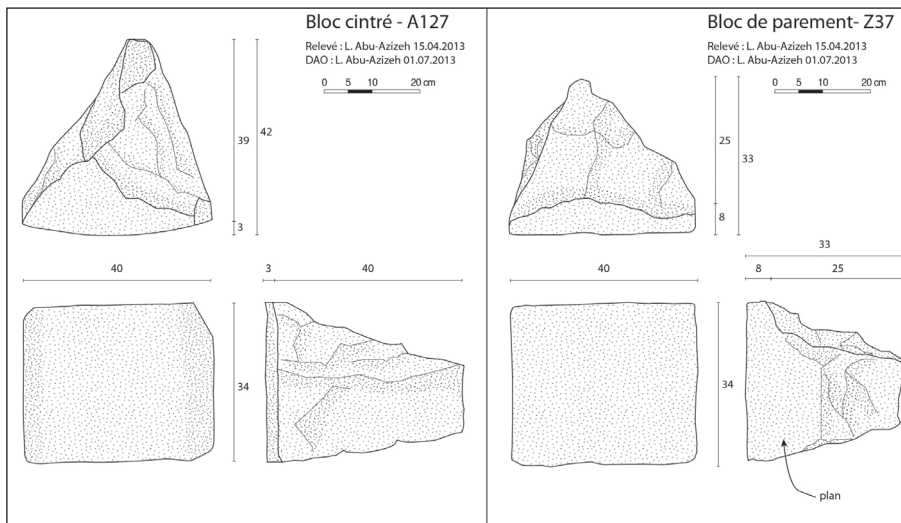 Bloc cintré - A127
Relevé : L. Abu-Azizeh 15.04.2013
DAO : L. Abu-Azizeh 01.07.2013
0 5 10 20 cm
39
42
3
40
3 40
34
Bloc de parement- Z37
Relevé : L. Abu-Azizeh 15.04.2013
DAO : L. Abu-Azizeh 01.07.2013
0 5 10 20 cm
25
33
8
33
40
8 25
34
plan